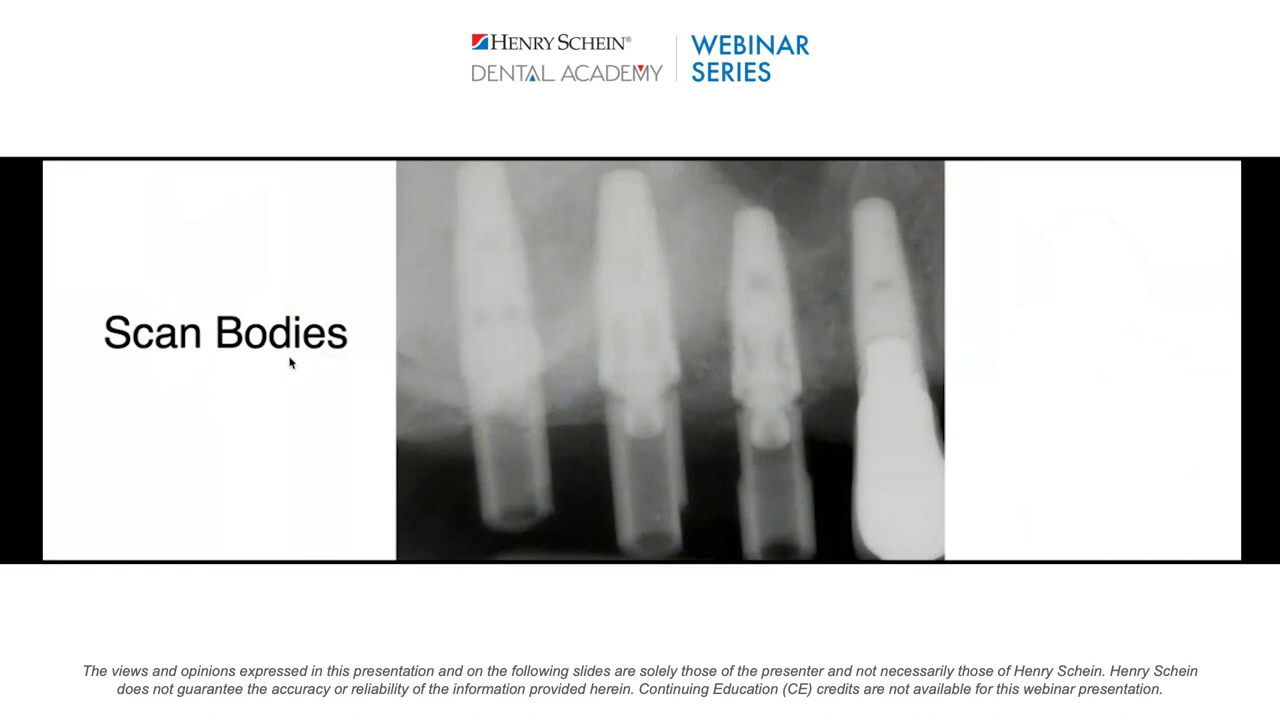 HENRY SCHEIN®
DENTAL ACADEMY
WEBINAR
SERIES
Scan Bodies
The views and opinions expressed in this presentation and on the following slides are solely those of the presenter and not necessarily those of Henry Schein. Henry Schein
does not guarantee the accuracy or reliability of the information provided herein. Continuing Education (CE) credits are not available for this webinar presentation.